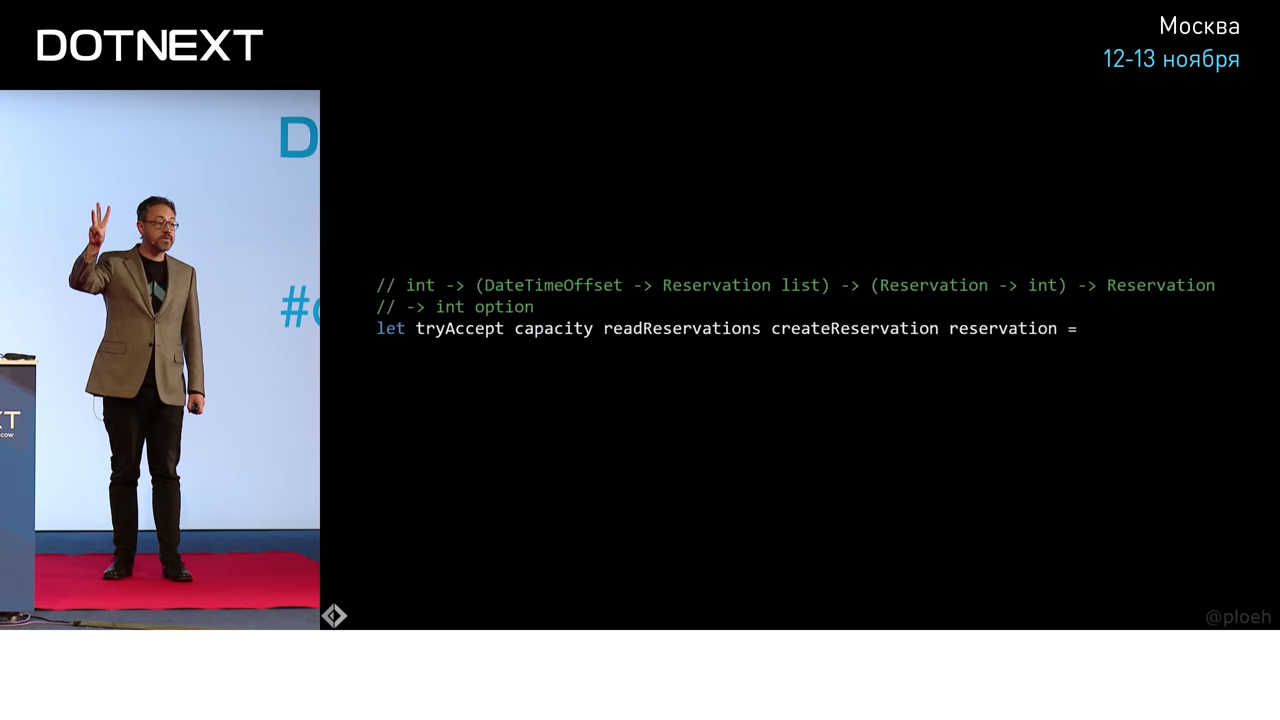 DOTNEXT
Москва
12-13 ноября
// int -> (DateTimeOffset -> Reservation list) -> (Reservation -> int) -> Reservation
// -> int option
let tryAccept capacity readReservations createReservation reservation =
@ploeh